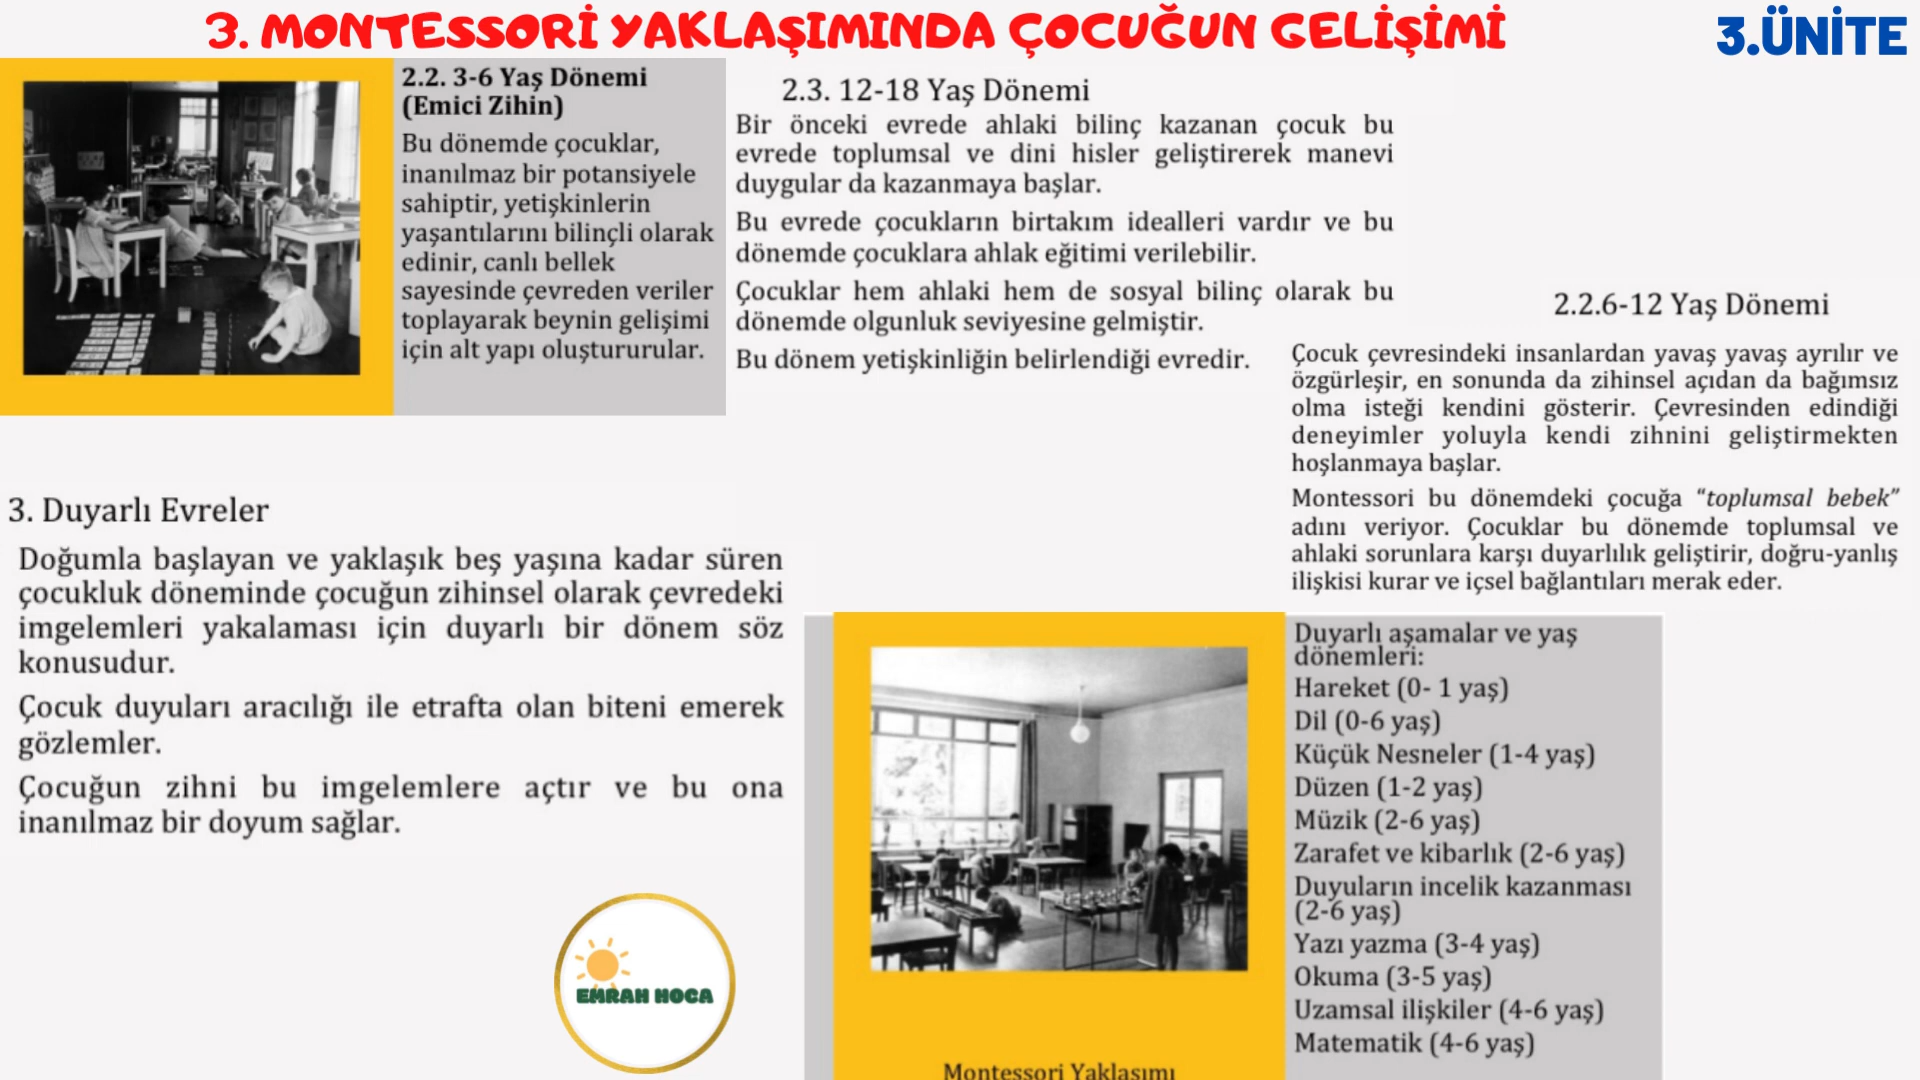 3. MONTESSORİ YAKLAŞIMINDA ÇOCUĞUN GELİŞİMİ
3.ÜNİTE
2.2. 3-6 Yaş Dönemi
(Emici Zihin)
Bu dönemde çocuklar,
inanılmaz bir potansiyele
sahiptir, yetişkinlerin
yaşantılarını bilinçli olarak
edinir, canlı bellek
sayesinde çevreden veriler
toplayarak beynin gelişimi
için alt yapı oluştururular.
2.3. 12-18 Yaş Dönemi
Bir önceki evrede ahlaki bilinç kazanan çocuk bu
evrede toplumsal ve dini hisler geliştirerek manevi
duygular da kazanmaya başlar.
Bu evrede çocukların birtakım idealleri vardır ve bu
dönemde çocuklara ahlak eğitimi verilebilir.
Çocuklar hem ahlaki hem de sosyal bilinç olarak bu
dönemde olgunluk seviyesine gelmiştir.
Bu dönem yetişkinliğin belirlendiği evredir.
2.2.6-12 Yaş Dönemi
Çocuk çevresindeki insanlardan yavaş yavaş ayrılır ve
özgürleşir, en sonunda da zihinsel açıdan da bağımsız
olma isteği kendini gösterir. Çevresinden edindiği
deneyimler yoluyla kendi zihnini geliştirmekten
hoşlanmaya başlar.
Montessori bu dönemdeki çocuğa “toplumsal bebek”
adını veriyor. Çocuklar bu dönemde toplumsal ve
ahlaki sorunlara karşı duyarlılık geliştirir, doğru-yanlış
ilişkisi kurar ve içsel bağlantıları merak eder.
3. Duyarlı Evreler
Doğumla başlayan ve yaklaşık beş yaşına kadar süren
çocukluk döneminde çocuğun zihinsel olarak çevredeki
imgelemleri yakalaması için duyarlı bir dönem söz
konusudur.
Çocuk duyuları aracılığı ile etrafta olan biteni emerek
gözlemler.
Çocuğun zihni bu imgelemlere açtır ve bu ona
inanılmaz bir doyum sağlar.
EMRAH HOCA
Montessori Yaklaşımı
Duyarlı aşamalar ve yaş
dönemleri:
Hareket (0- 1 yaş)
Dil (0-6 yaş)
Küçük Nesneler (1-4 yaş)
Düzen (1-2 yaş)
Müzik (2-6 yaş)
Zarafet ve kibarlık (2-6 yaş)
Duyuların incelik kazanması
(2-6 yaş)
Yazı yazma (3-4 yaş)
Okuma (3-5 yaş)
Uzamsal ilişkiler (4-6 yaş)
Matematik (4-6 yaş)